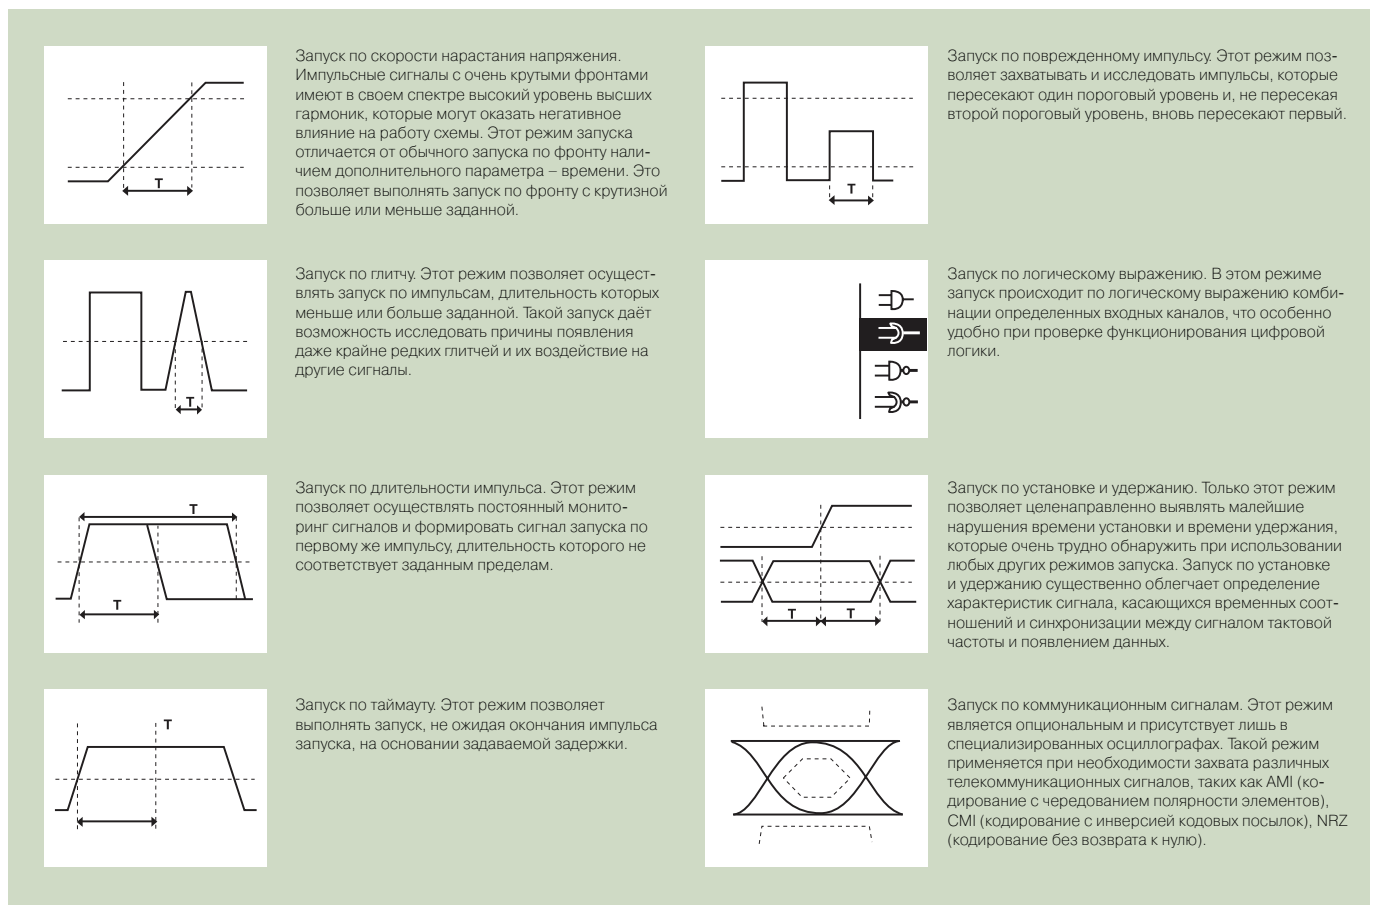 Запуск по скорости нарастания напряжения.
Импульсные сигналы с очень крутыми фронтами
имеют в своем спектре высокий уровень высших
гармоник, которые могут оказать негативное
влияние на работу схемы. Этот режим запуска
отличается от обычного запуска по фронту нали-
чием дополнительного параметра – времени. Это
позволяет выполнять запуск по фронту с крутизной
больше или меньше заданной.
T
Запуск по глитчу. Этот режим позволяет осущест-
влять запуск по импульсам, длительность которых
меньше или больше заданной. Такой запуск даёт
возможность исследовать причины появления
даже крайне редких глитчей и их воздействие на
другие сигналы.
T
Запуск по длительности импульса. Этот режим
позволяет осуществлять постоянный монито-
ринг сигналов и формировать сигнал запуска по
первому же импульсу, длительность которого не
соответствует заданным пределам.
T
T
Запуск по таймауту. Этот режим позволяет
выполнять запуск, не ожидая окончания импульса
запуска, на основании задаваемой задержки.
T
Запуск по поврежденному импульсу. Этот режим поз-
воляет захватывать и исследовать импульсы, которые
пересекают один пороговый уровень и, не пересекая
второй пороговый уровень, вновь пересекают первый.
T
Запуск по логическому выражению. В этом режиме
запуск происходит по логическому выражению комби-
нации определенных входных каналов, что особенно
удобно при проверке функционирования цифровой
логики.
Запуск по установке и удержанию. Только этот режим
позволяет целенаправленно выявлять малейшие
нарушения времени установки и времени удержания,
которые очень трудно обнаружить при использовании
любых других режимов запуска. Запуск по установке
и удержанию существенно облегчает определение
характеристик сигнала, касающихся временных соот-
ношений и синхронизации между сигналом тактовой
частоты и появлением данных.
T T
Запуск по коммуникационным сигналам. Этот режим
является опциональным и присутствует лишь в
специализированных осциллографах. Такой режим
применяется при необходимости захвата различных
телекоммуникационных сигналов, таких как AMI (ко-
дирование с чередованием полярности элементов),
CMI (кодирование с инверсией кодовых посылок), NRZ
(кодирование без возврата к нулю).